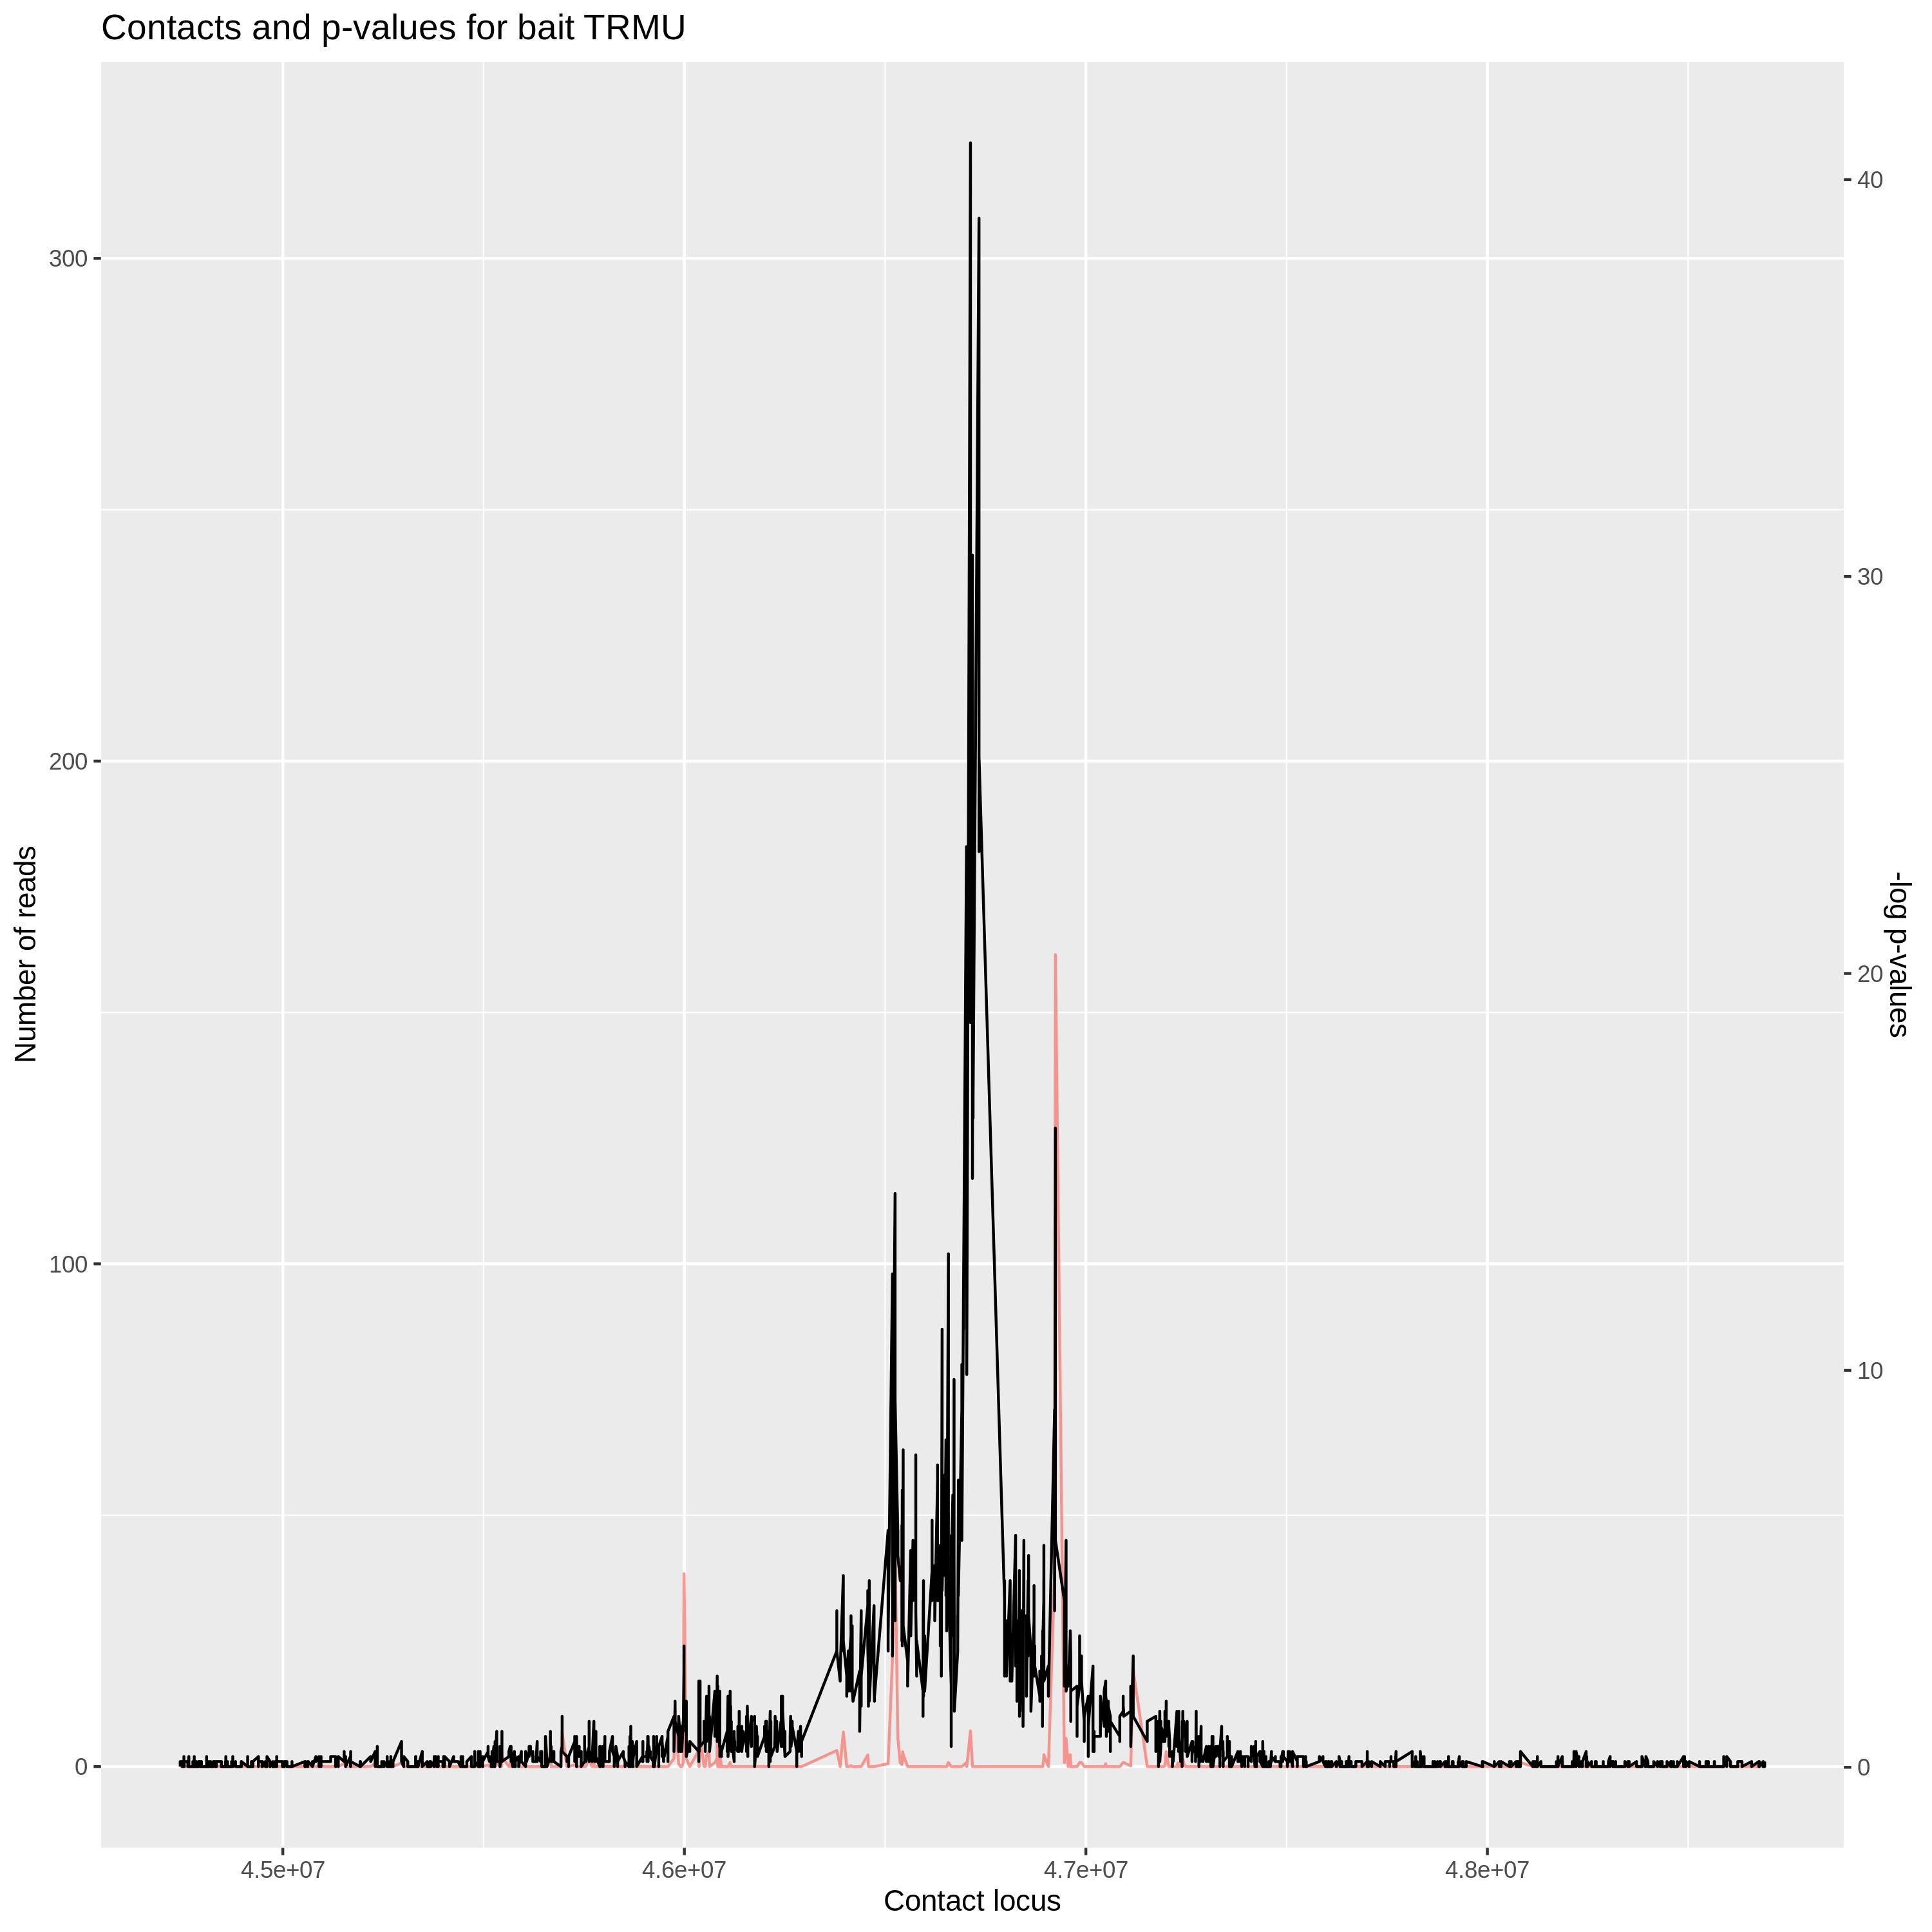 Contacts and p-values for bait TRMU
300
200
100
0
Number of reads
40
30
20
10
0
-log p-values
4.5e+07 4.6e+07 4.7e+07 4.8e+07
Contact locus